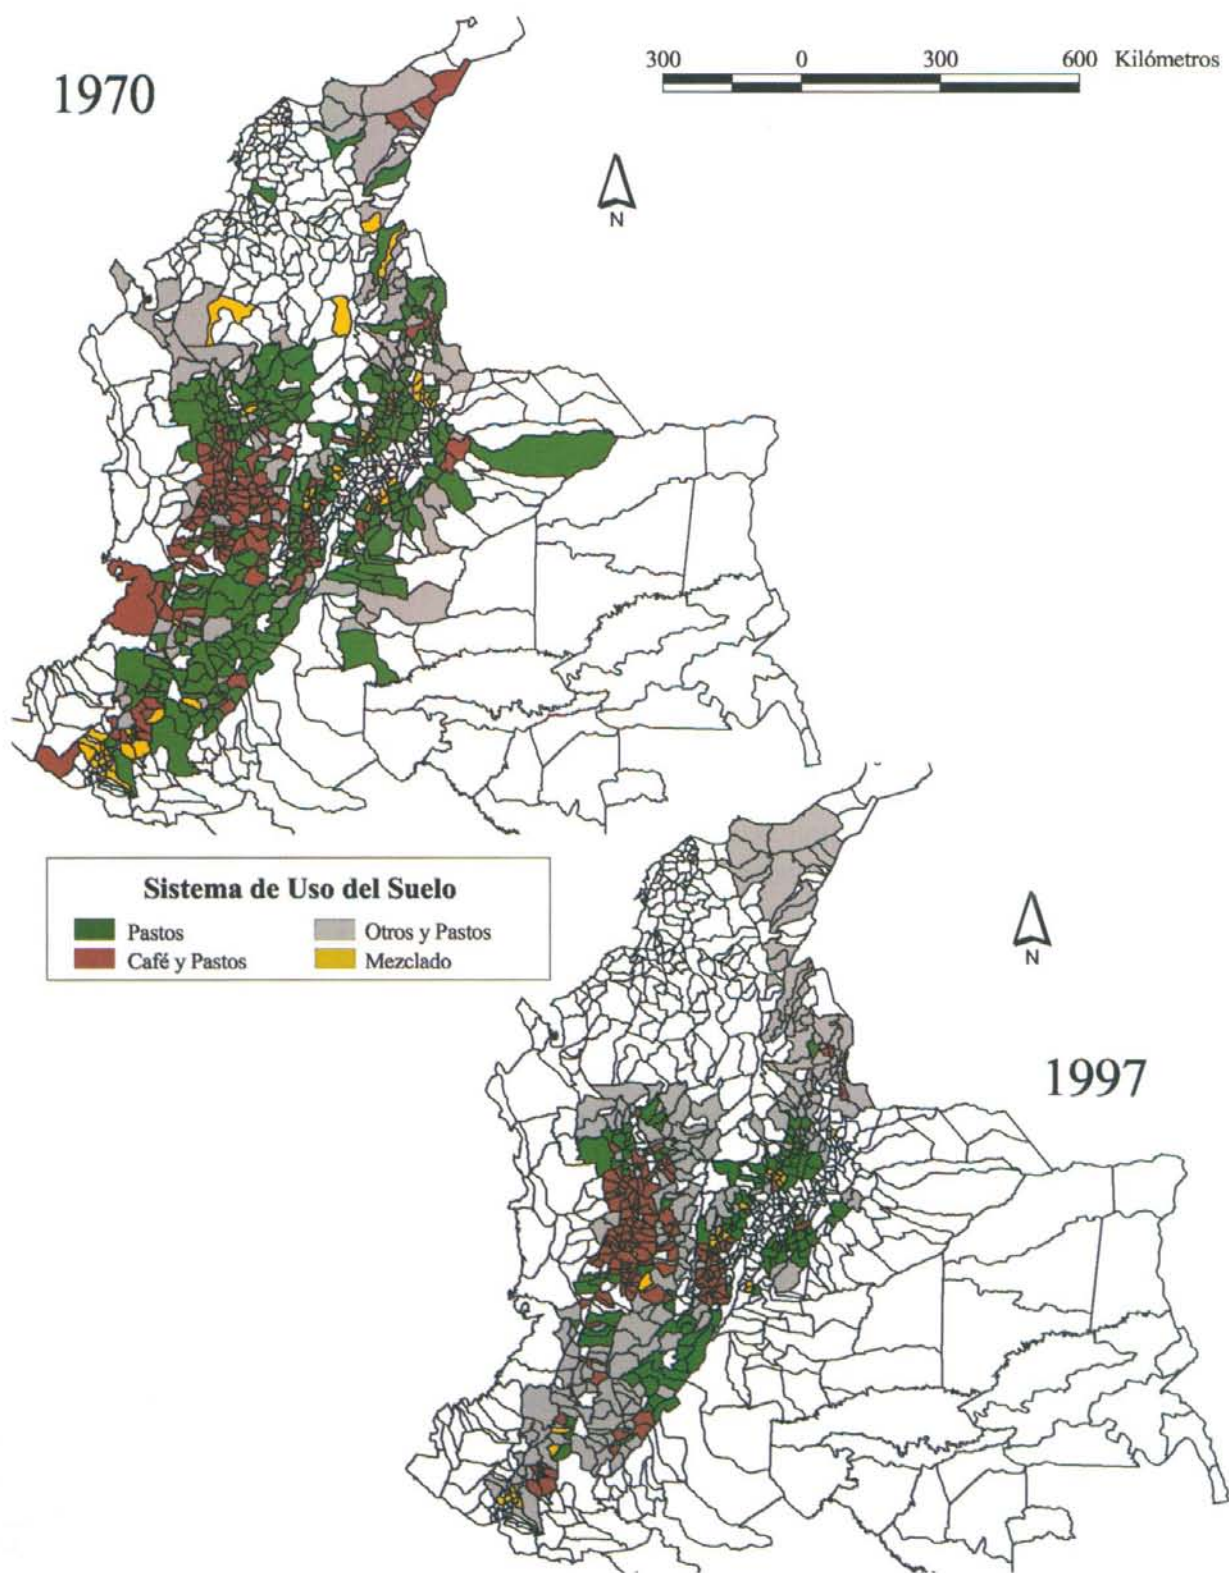 1970
300 0 300 600 Kilómetros
N
Sistema de Uso del Suelo
Pastos
Otros y Pastos
Café y Pastos
Mezclado
N
1997